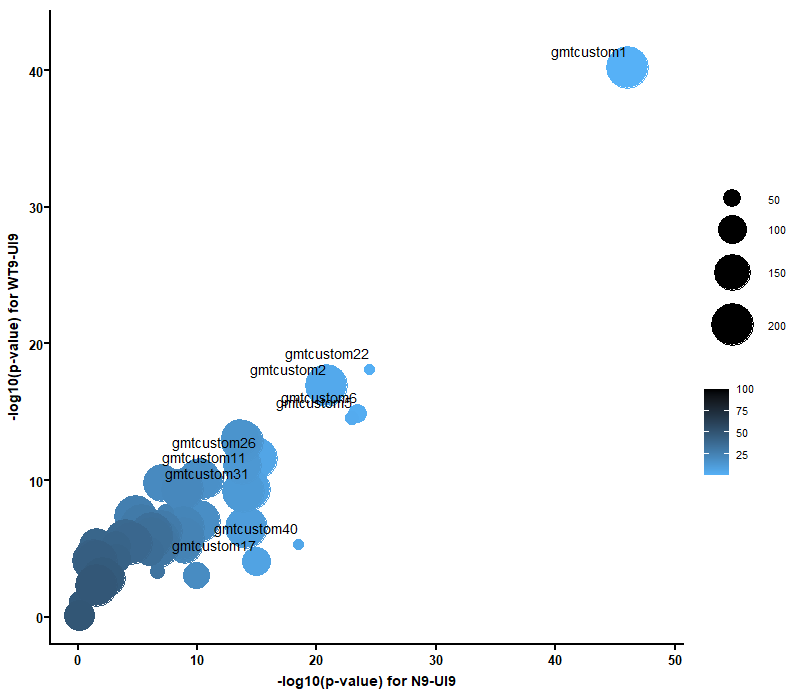 gmtcustom1
gmtcustom22
gmtcustom2
gmtcustom6
gmtcustom5
gmtcustom26
gmtcustom11
gmtcustom31
gmtcustom40
gmtcustom17
40
30
20
10
0
0
10
20
30
40
50
-log10(p-value) for WT9-UI9
-log10(p-value) for N9-UI9
50
100
150
200
100
75
50
25